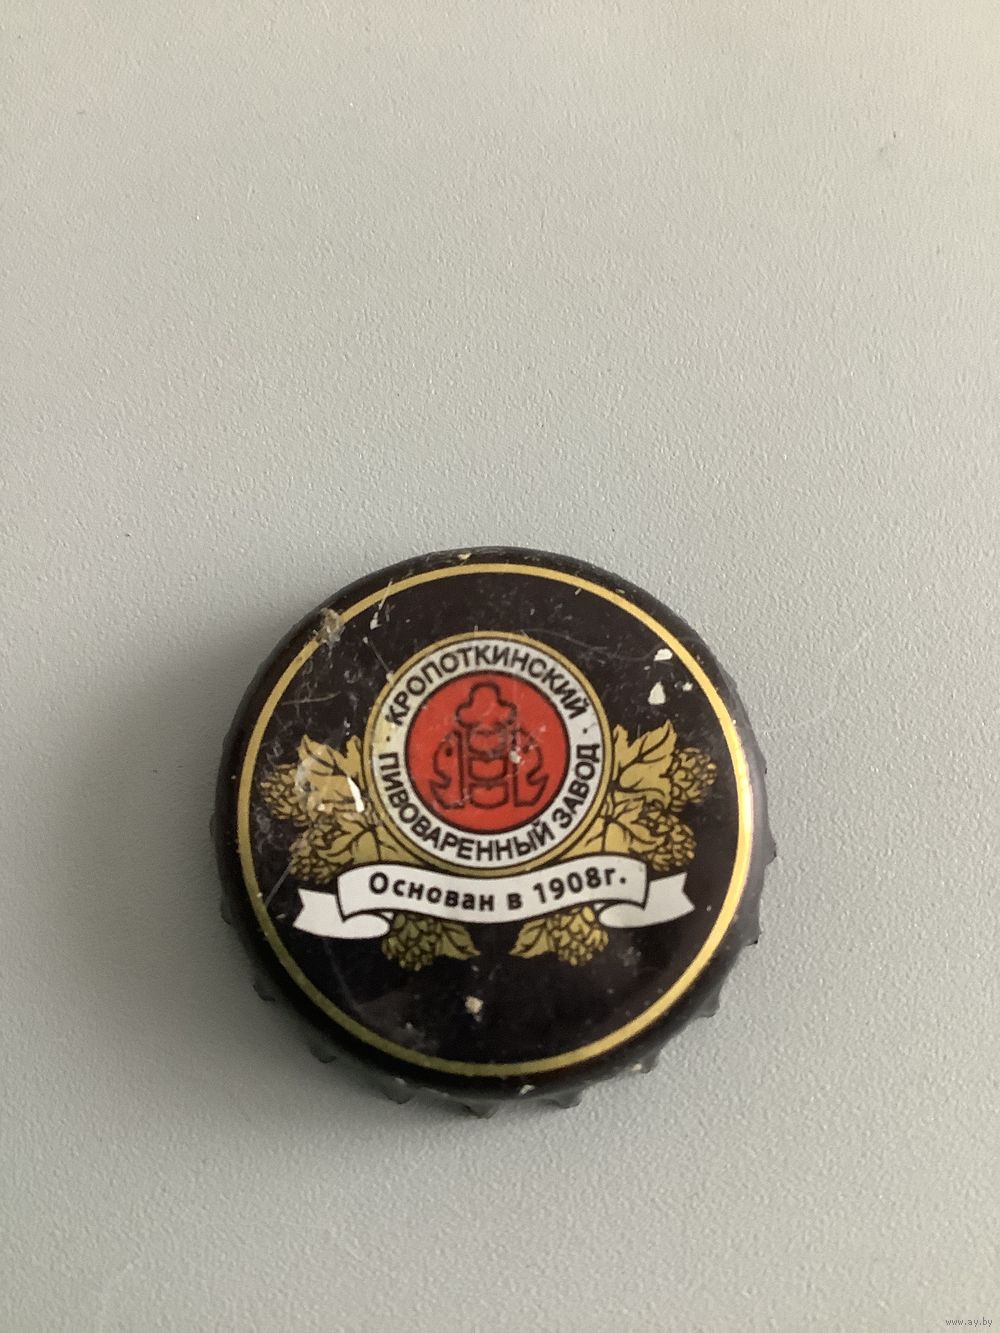 КРОПОТКИНСКИЙ
ПИВОВАРЕННЫЙ ЗАВОД
Основан в 1908г.
www.ay.by